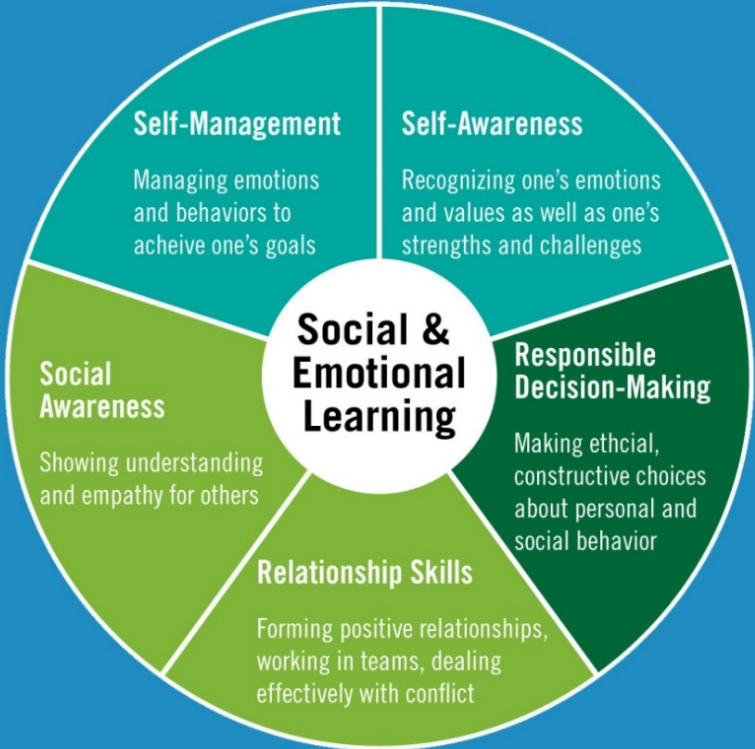 Self-Management
Managing emotions
and behaviors to
acheive one's goals
Self-Awareness
Recognizing one's emotions
and values as well as one's
strengths and challenges
Social &
Emotional
Learning
Social
Awareness
Showing understanding
and empathy for others
Responsible
Decision-Making
Making ethcial,
constructive choices
about personal and
social behavior
Relationship Skills
Forming positive relationships,
working in teams, dealing
effectively with conflict